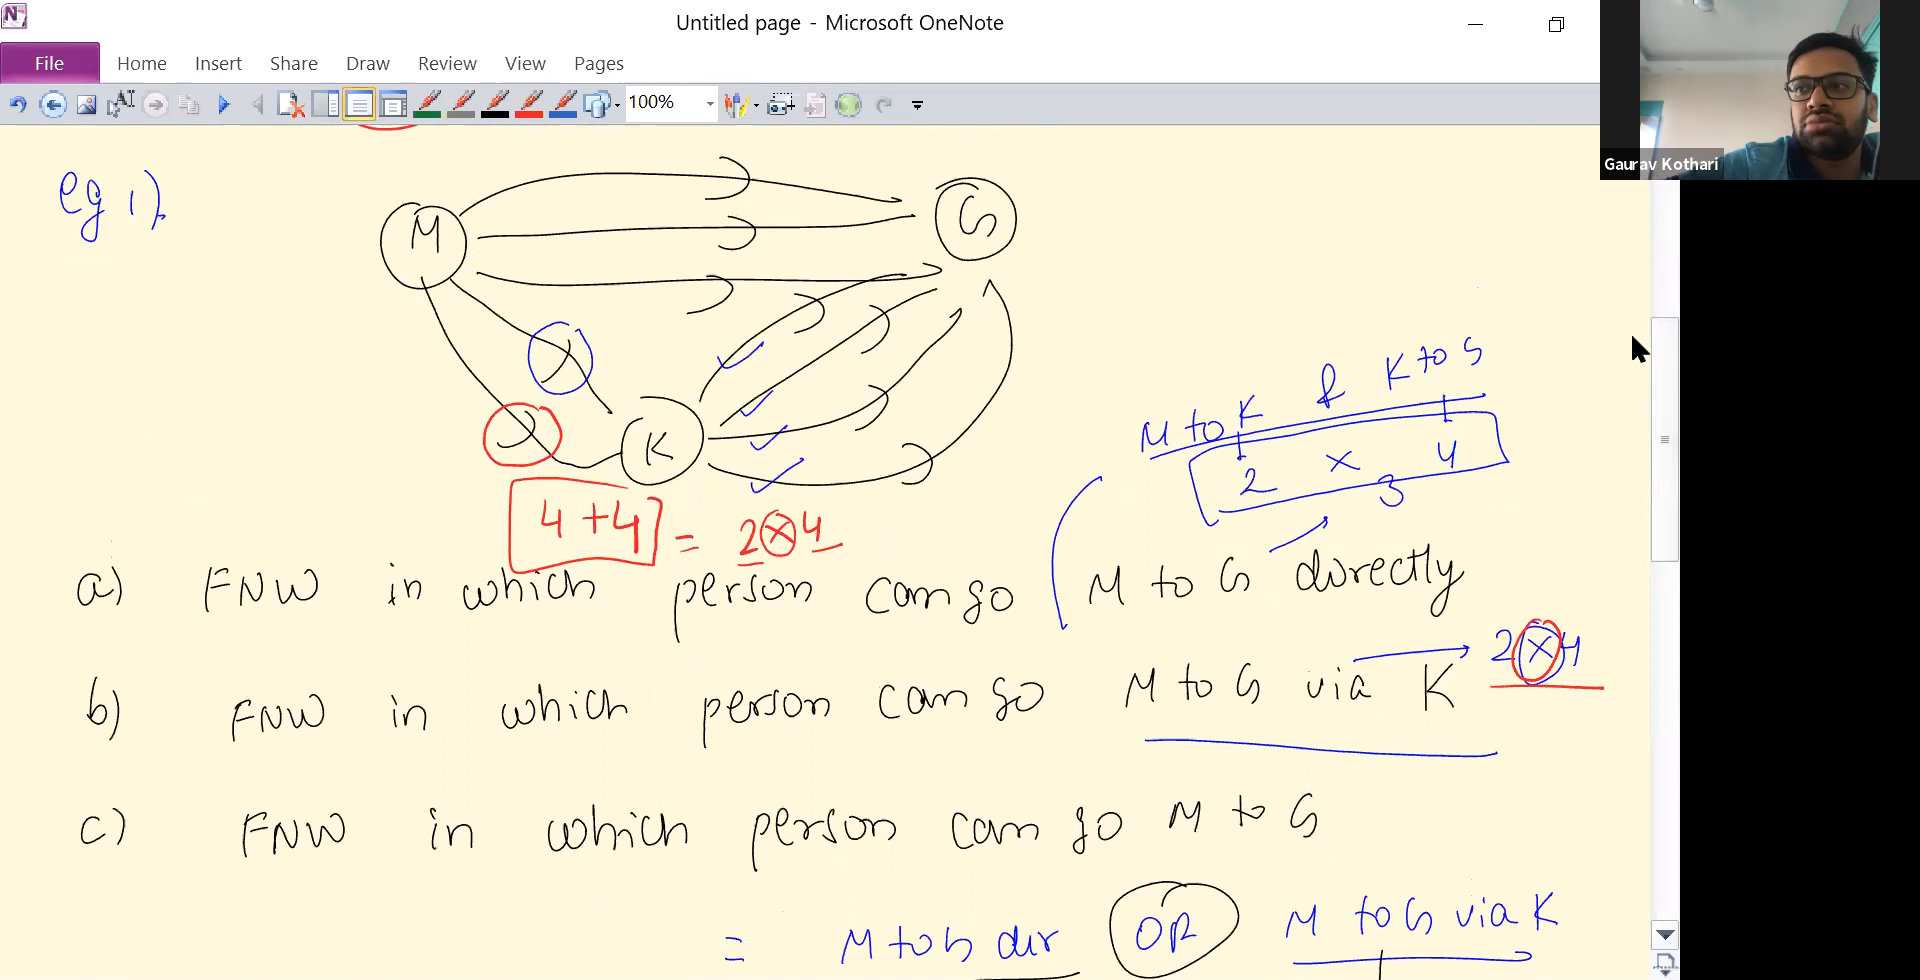 Untitled page - Microsoft OneNote
File Home Insert Share Draw Review View Pages
100%
Gaurav Kothari
eg 1).
M
G
K
M to K & K to G
2 × 4
4 + 4 = 2 × 4
3
a) FNW in which person can go M to G directly
b) FNW in which person can go M to G via K 2 × 4
c) FNW in which person can go M to G
= M to G dir OR M to G via K